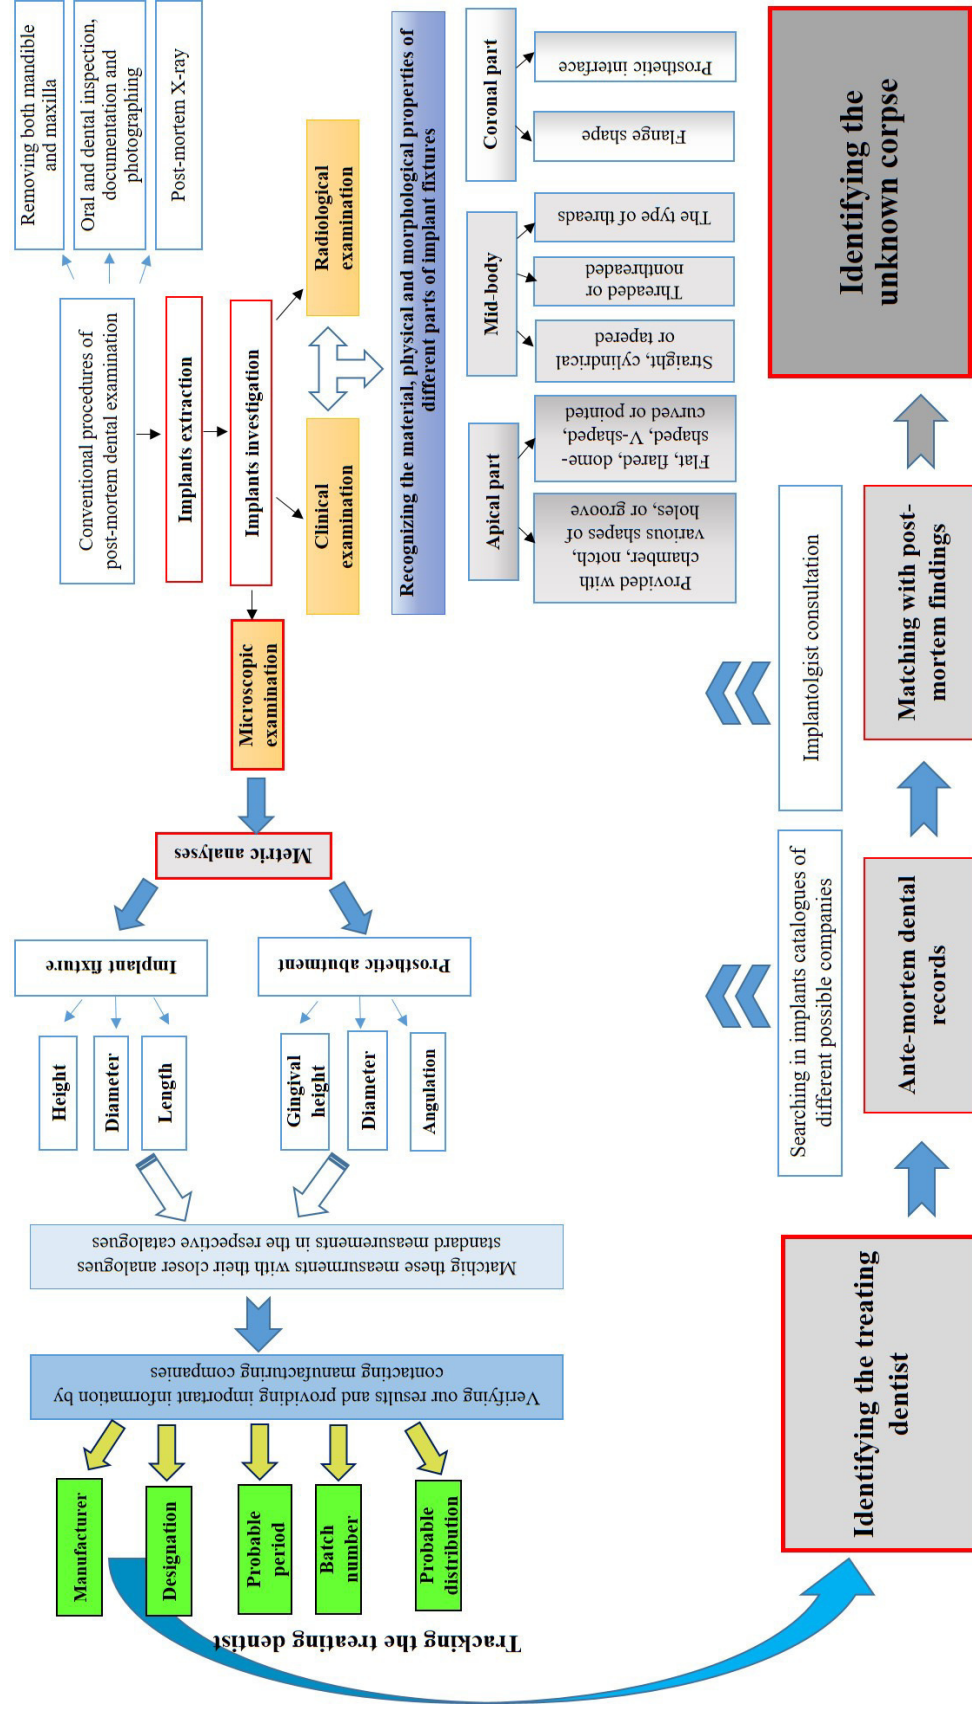 Conventional procedures of
post-mortem dental examination
Removing both mandible
and maxilla
Oral and dental inspection,
documentation and
photographing
Post-mortem X-ray
Implants extraction
Implants investigation
Clinical
examination
Radiological
examination
Microscopic
examination
Recognizing the material, physical and morphological properties of
different parts of implant fixtures
Apical part
Provided with
chamber, notch,
various shapes of
holes, or groove
Flat, flared, dome-
shaped, V-shaped,
curved or pointed
Mid-body
Straight, cylindrical
or tapered
Threaded or
nonthreaded
The type of threads
Coronal part
Flange shape
Prosthetic interface
Metric analyses
Implant fixture
Height
Diameter
Length
Prosthetic abutment
Gingival
height
Diameter
Angulation
Matching these measurments with their closer analogues
standard measurements in the respective catalogues
Verifying our results and providing important information by
contacting manufacturing companies
Manufacturer
Designation
Probable
period
Batch
number
Probable
distribution
Tracking the treating dentist
Searching in implants catalogues of
different possible companies
Implantolgist consultation
Identifying the treating
dentist
Ante-mortem dental
records
Matching with post-
mortem findings
Identifying the
unknown corpse